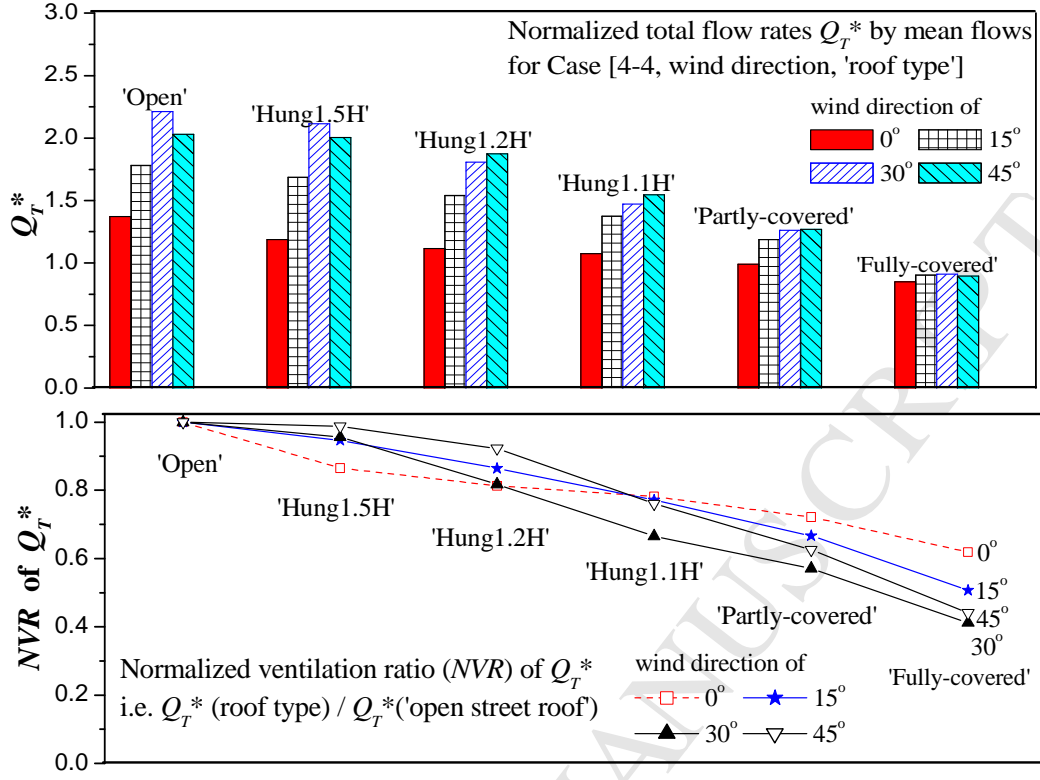 3.0
2.5
2.0
1.5
1.0
0.5
0.0
Q_T*
Normalized total flow rates Q_T* by mean flows
for Case [4-4, wind direction, 'roof type']
wind direction of
0° 15°
30° 45°
'Open'
'Hung1.5H'
'Hung1.2H'
'Hung1.1H'
'Partly-covered'
'Fully-covered'
1.0
0.8
0.6
0.4
0.2
0.0
NVR of Q_T*
'Open'
'Hung1.5H'
'Hung1.2H'
'Hung1.1H'
'Partly-covered'
'Fully-covered'
0°
15°
45°
30°
Normalized ventilation ratio (NVR) of Q_T*
i.e. Q_T* (roof type) / Q_T*('open street roof')
wind direction of
0° 15°
30° 45°